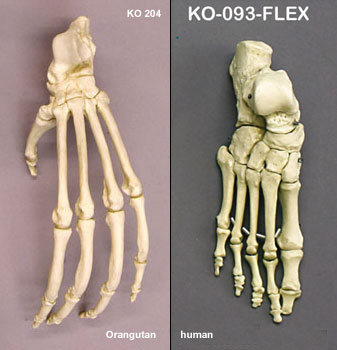 KO 204
KO-093-FLEX
Orangutan
human